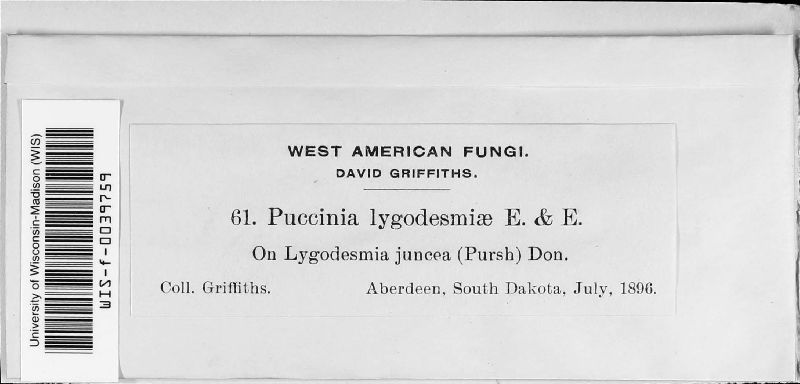 WEST AMERICAN FUNGI.
DAVID GRIFFITHS.
61. Puccinia lygodesmiæ E. & E.
On Lygodesmia juncea (Pursh) Don.
Coll. Griffiths. Aberdeen, South Dakota, July, 1896.
University of Wisconsin-Madison (WIS)
WIS-f-0039759